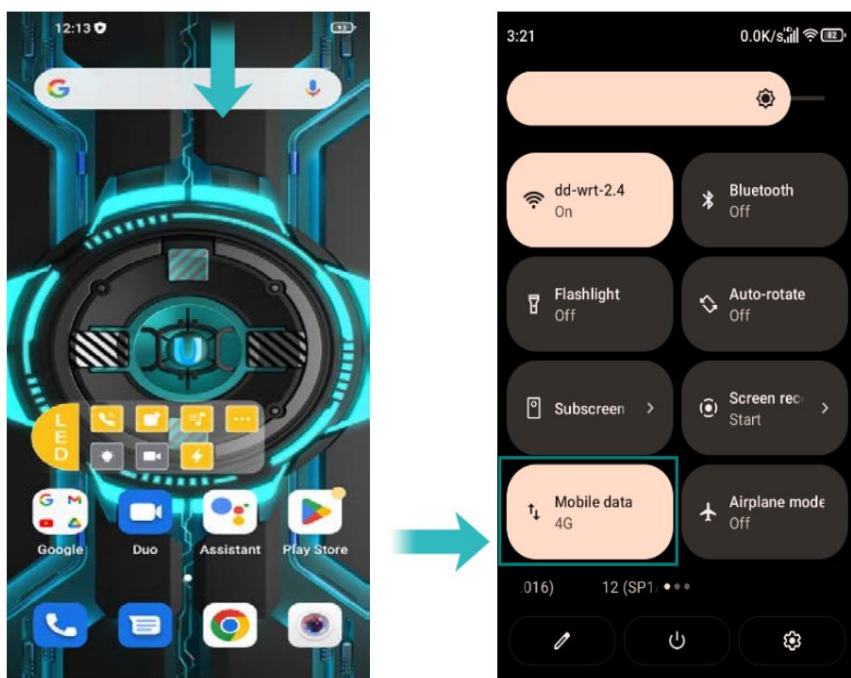 12:13
93
G
L
E
D
U
G M
Google
Duo
Assistant
Play Store
3:21
0.0K/s
82
dd-wrt-2.4
On
Bluetooth
Off
Flashlight
Off
Auto-rotate
Off
Subscreen
Screen rec
Start
Mobile data
4G
Airplane mode
Off
.016)
12 (SP1